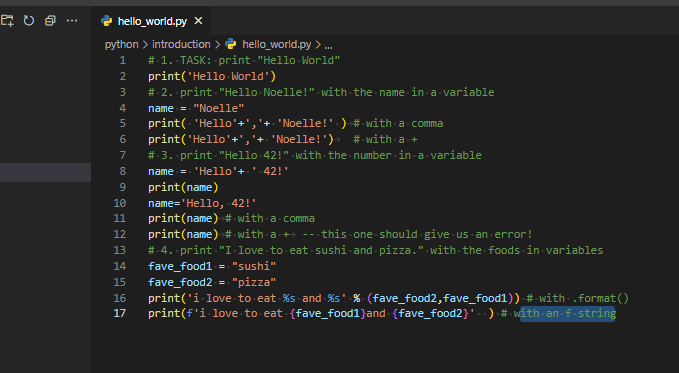 hello_world.py ×
python > introduction > hello_world.py > ...
1 # 1. TASK: print "Hello World"
2 print('Hello World')
3 # 2. print "Hello Noelle!" with the name in a variable
4 name = "Noelle"
5 print( 'Hello'+','+ 'Noelle!' ) # with a comma
6 print('Hello'+','+ 'Noelle!')   # with a +
7 # 3. print "Hello 42!" with the number in a variable
8 name = 'Hello'+ ' 42!'
9 print(name)
10 name='Hello, 42!'
11 print(name) # with a comma
12 print(name) # with a +  -- this one should give us an error!
13 # 4. print "I love to eat sushi and pizza." with the foods in variables
14 fave_food1 = "sushi"
15 fave_food2 = "pizza"
16 print('i love to eat %s and %s' % (fave_food2,fave_food1)) # with .format()
17 print(f'i love to eat {fave_food1}and {fave_food2}'  ) # with an f string